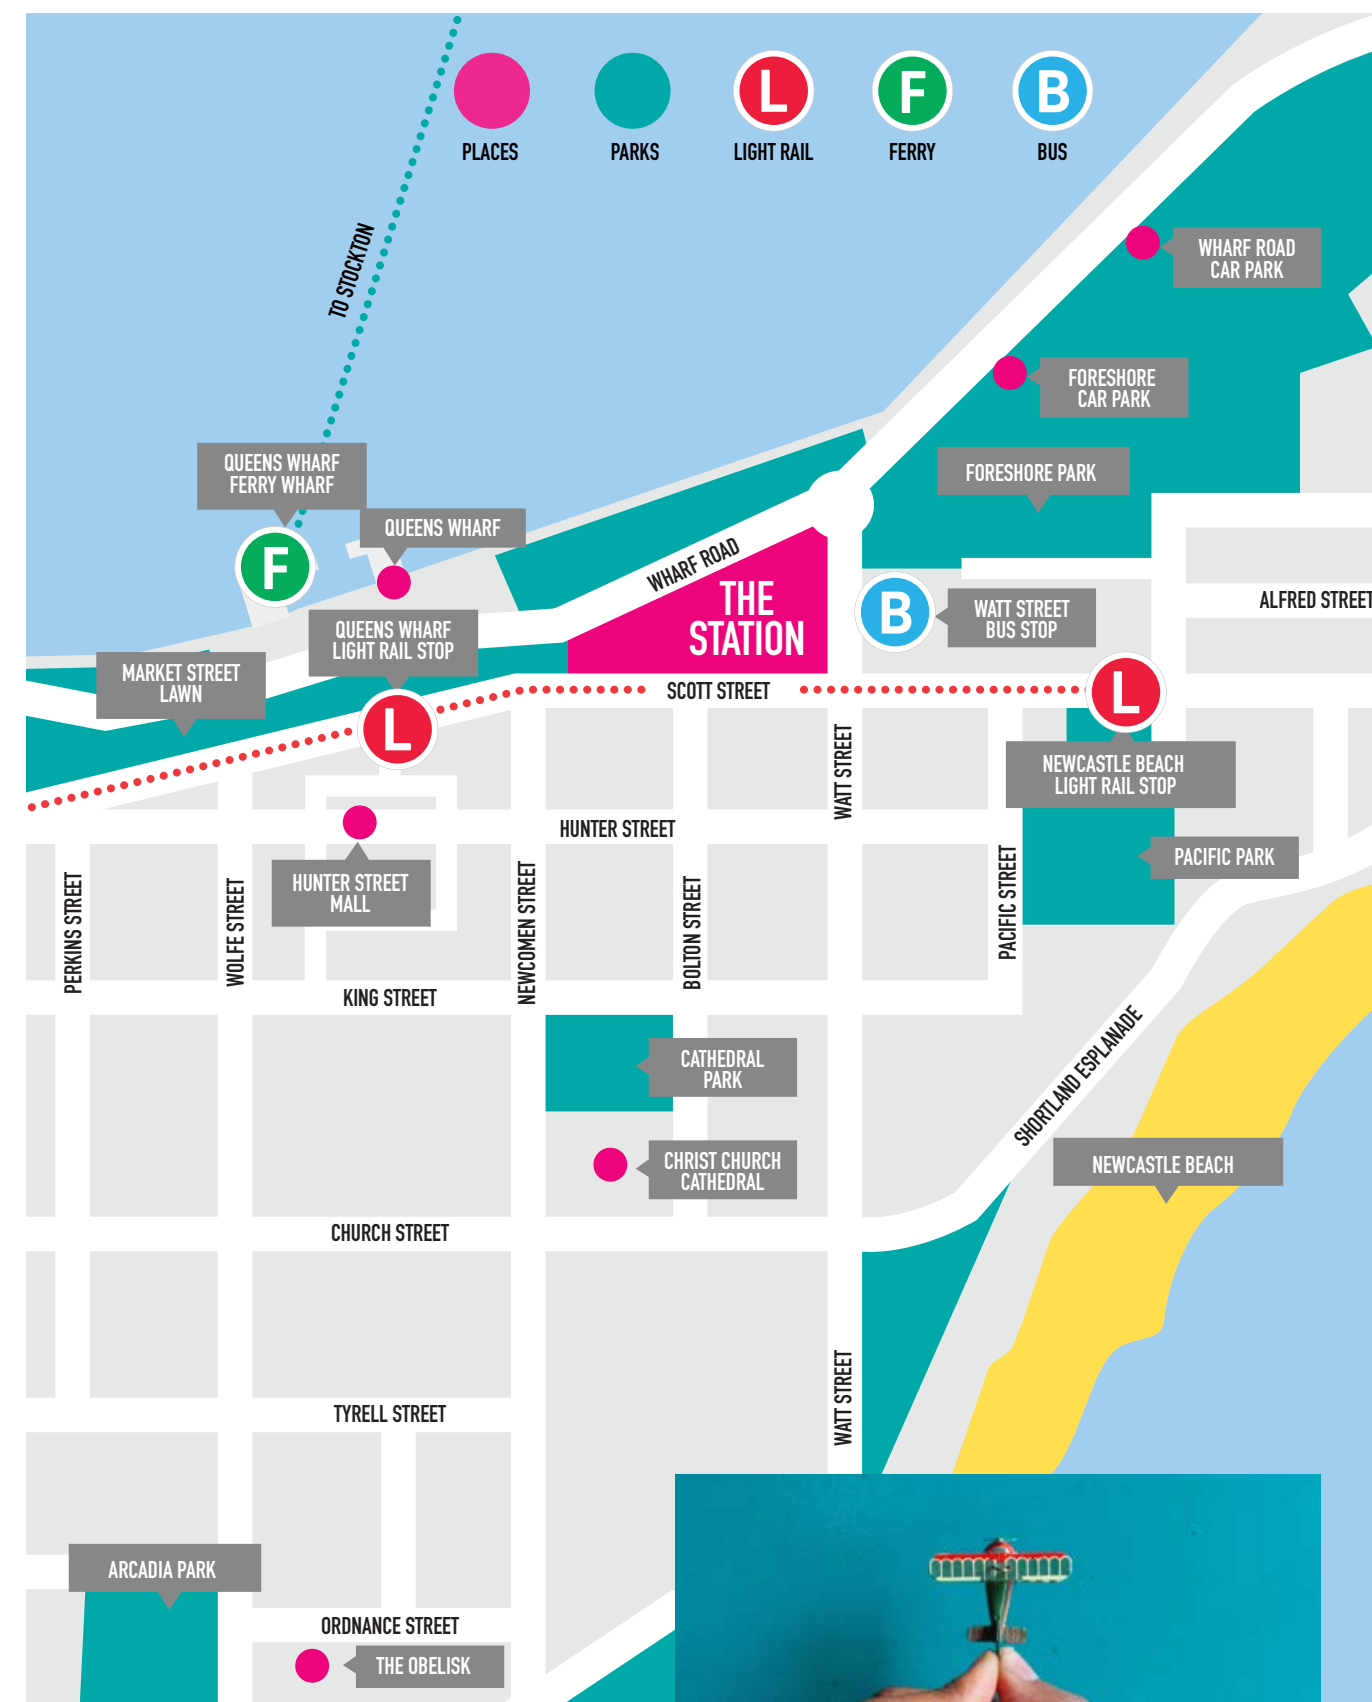 L
F
B
PLACES
PARKS
LIGHT RAIL
FERRY
BUS
TO STOCKTON
WHARF ROAD
CAR PARK
FORESHORE
CAR PARK
FORESHORE PARK
QUEENS WHARF
FERRY WHARF
QUEENS WHARF
F
WHARF ROAD
THE
STATION
B
WATT STREET
BUS STOP
ALFRED STREET
QUEENS WHARF
LIGHT RAIL STOP
MARKET STREET
LAWN
L
SCOTT STREET
L
NEWCASTLE BEACH
LIGHT RAIL STOP
WATT STREET
HUNTER STREET
PACIFIC PARK
HUNTER STREET
MALL
PERKINS STREET
WOLFE STREET
NEWCOMEN STREET
BOLTON STREET
PACIFIC STREET
KING STREET
CATHEDRAL
PARK
SHORTLAND ESPLANADE
CHRIST CHURCH
CATHEDRAL
NEWCASTLE BEACH
CHURCH STREET
WATT STREET
TYRELL STREET
ARCADIA PARK
ORDNANCE STREET
THE OBELISK